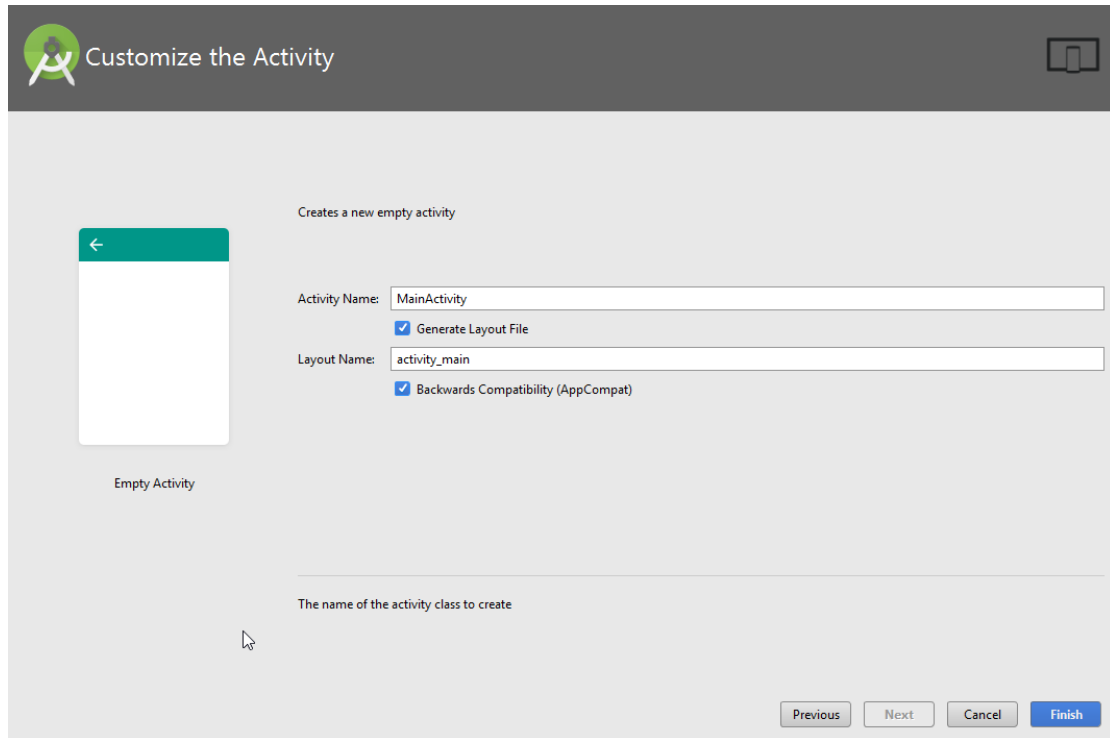 Customize the Activity
Creates a new empty activity
Activity Name: MainActivity
Generate Layout File
Layout Name: activity_main
Backwards Compatibility (AppCompat)
Empty Activity
The name of the activity class to create
Previous Next Cancel Finish